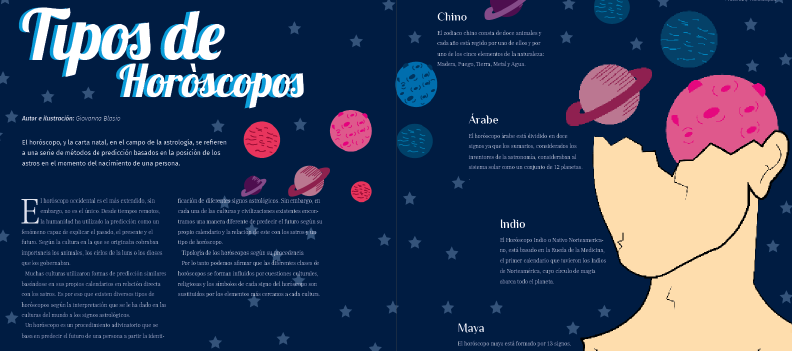 Tipos de
Horòscopos
Autor e Ilustración: Giovanna Blasio
El horóscopo, y la carta natal, en el campo de la astrología, se refieren
a una serie de métodos de predicción basados en la posición de los
astros en el momento del nacimiento de una persona.
El horóscopo occidental es el más extendido, sin
embargo, no es el único. Desde tiempos remotos,
la humanidad ha utilizado la predicción como un
fenómeno capaz de explicar el pasado, el presente y el
futuro. Según la cultura en la que se originaba cobraban
importancia los animales, los ciclos de la luna o los dioses
que los gobernaban.
Muchas culturas utilizaron formas de predicción similares
basándose en sus propios calendarios en relación directa
con los astros. Es por eso que existen diversos tipos de
horóscopos según la interpretación que se le ha dado en las
culturas del mundo a los signos astrológicos.
Un horóscopo es un procedimiento adivinatorio que se
basa en predecir el futuro de una persona a partir la identi-
ficación de diferentes signos astrológicos. Sin embargo, en
cada una de las culturas y civilizaciones existentes encon-
tramos una manera diferente de predecir el futuro según su
propio calendario y la relación de este con los astros y un
tipo de horóscopo.
Tipología de los horóscopos según su procedencia
Por lo tanto podemos afirmar que las diferentes clases de
horóscopos se forman influidos por cuestiones culturales,
religiosas y los símbolos de cada signo del horóscopo son
sustituidos por los elementos más cercanos a cada cultura.
Chino
El zodiaco chino consta de doce animales y
cada año está regido por uno de ellos y por
uno de los cinco elementos de la naturaleza:
Madera, Fuego, Tierra, Metal y Agua.
Árabe
El horóscopo árabe está dividido en doce
signos ya que los sumarios, considerados los
inventores de la astronomía, consideraban al
sistema solar como un conjunto de 12 planetas.
Indio
El Horóscopo Indio o Nativo Norteamerica-
no, está basado en la Rueda de la Medicina,
el primer calendario que tuvieron los Indios
de Norteamérica, cuyo círculo de magia
abarca todo el planeta.
Maya
El horóscopo maya está formado por 13 signos,